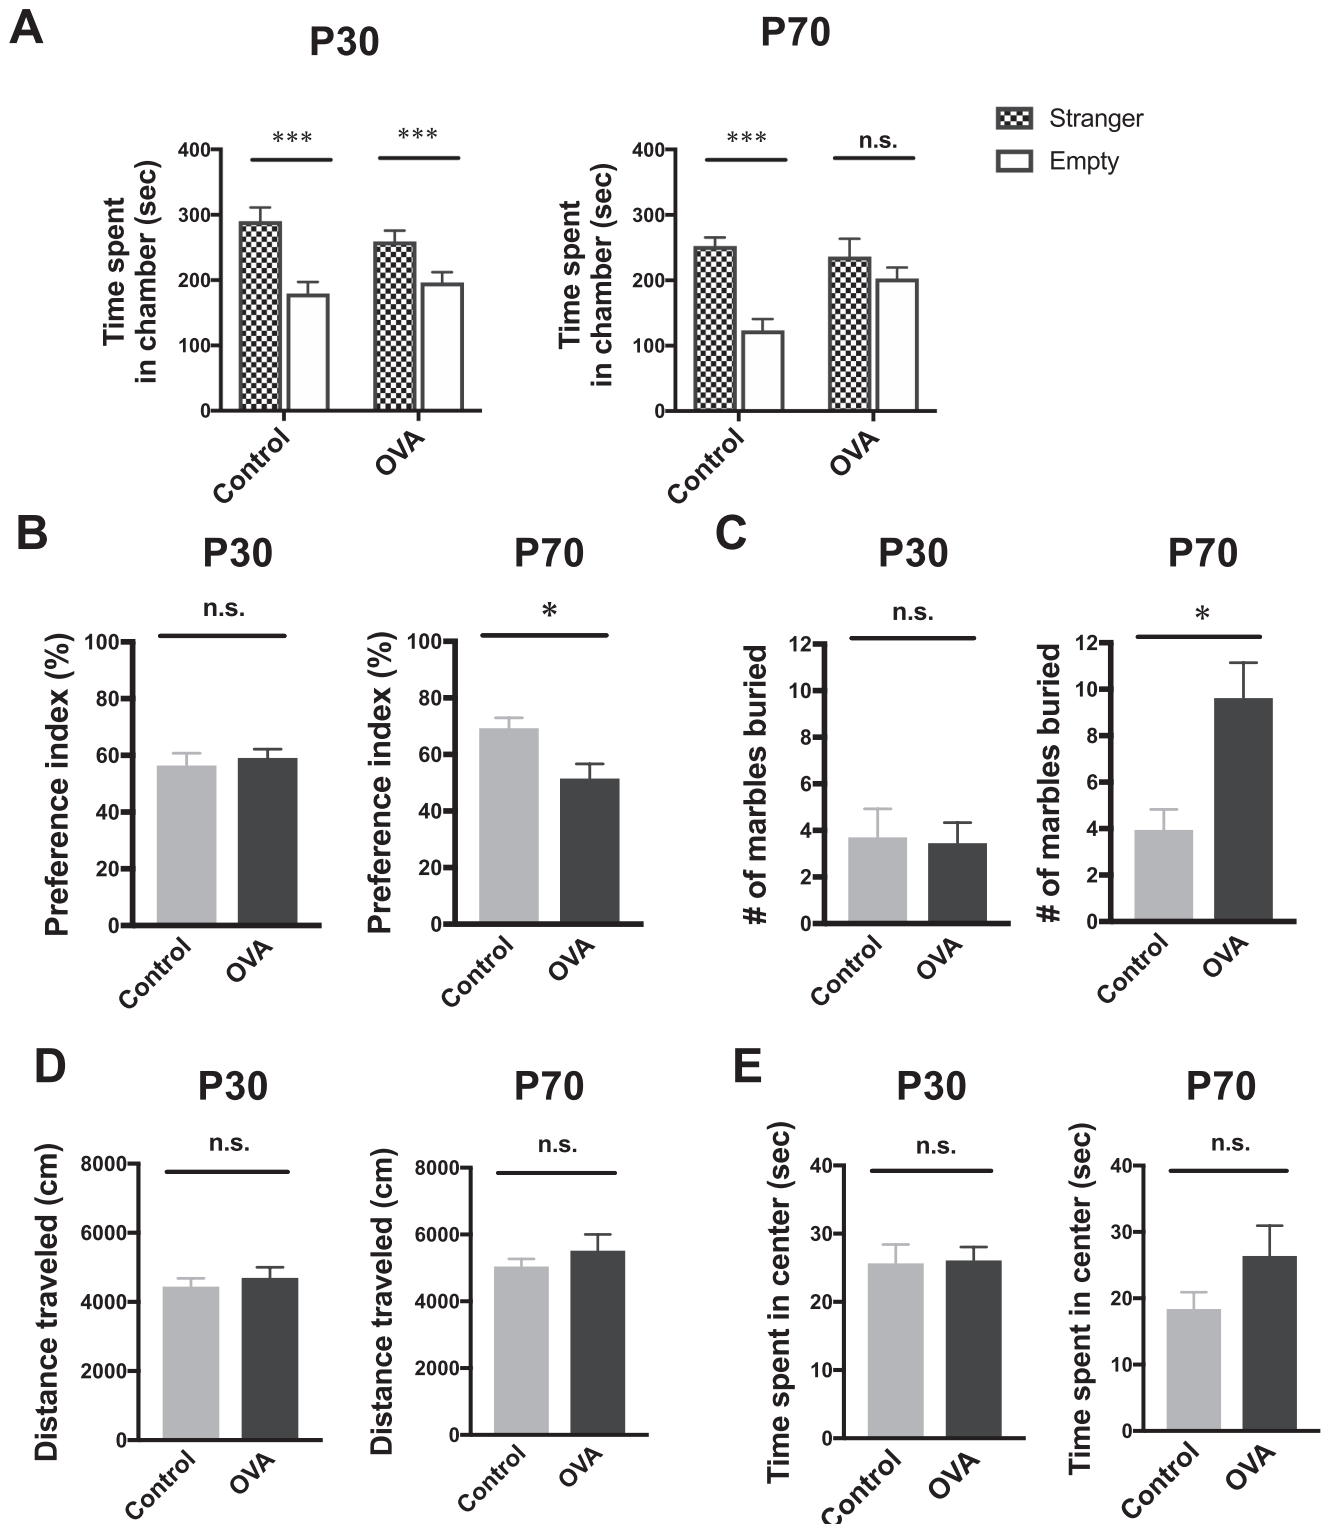 A
P30
P70
Stranger
Empty
***
***
Time spent
in chamber (sec)
400
300
200
100
0
Control
OVA
***
n.s.
Time spent
in chamber (sec)
400
300
200
100
0
Control
OVA
B
P30
n.s.
Preference index (%)
100
80
60
40
20
0
Control
OVA
P70
*
Preference index (%)
100
80
60
40
20
0
Control
OVA
C
P30
n.s.
# of marbles buried
12
10
8
6
4
2
0
Control
OVA
P70
*
# of marbles buried
12
10
8
6
4
2
0
Control
OVA
D
P30
n.s.
Distance traveled (cm)
8000
6000
4000
2000
0
Control
OVA
P70
n.s.
Distance traveled (cm)
8000
6000
4000
2000
0
Control
OVA
E
P30
n.s.
Time spent in center (sec)
40
30
20
10
0
Control
OVA
P70
n.s.
Time spent in center (sec)
40
30
20
10
0
Control
OVA